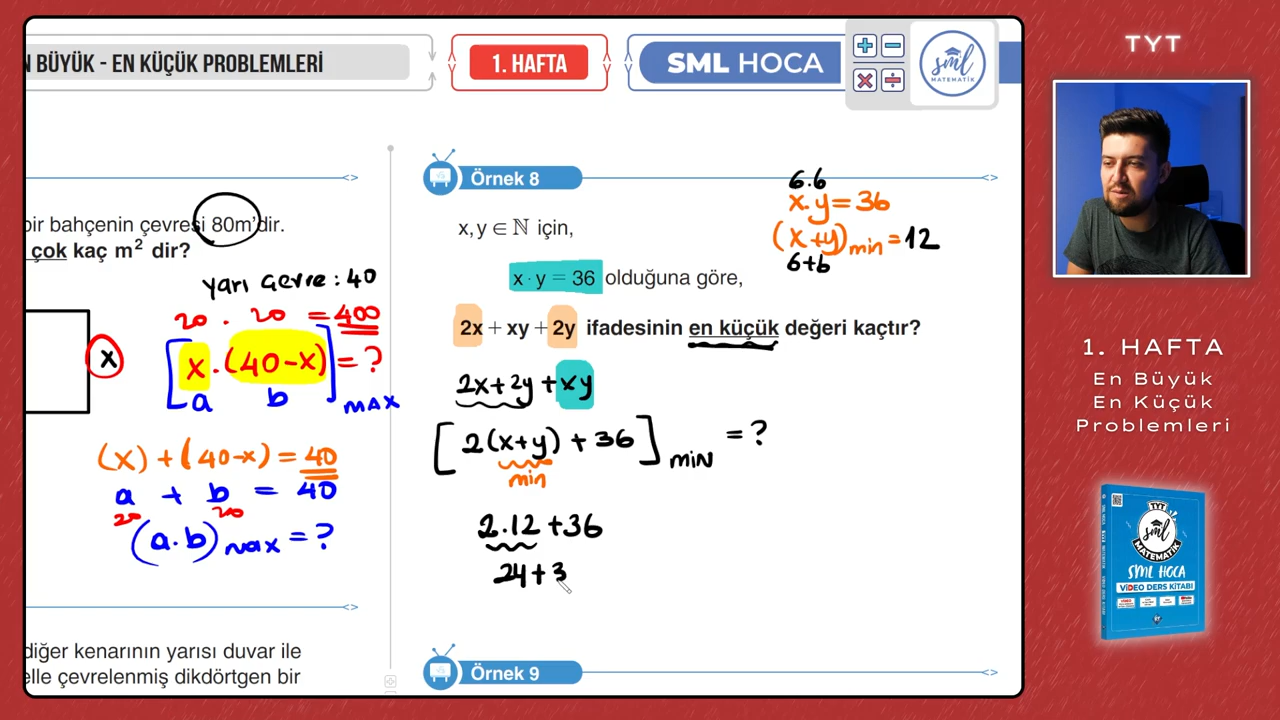 N BÜYÜK - EN KÜÇÜK PROBLEMLERİ
1. HAFTA
SML HOCA
sml
MATEMATİK
bir bahçenin çevresi 80m'dir.
çok kaç m² dir?
yarı çevre : 40
20 . 20 = 400
[x.(40-x)] = ?
a b MAX
x
(x) + (40-x) = 40
a + b = 40
20 20
(a.b) max = ?
diğer kenarının yarısı duvar ile
elle çevrelenmiş dikdörtgen bir
Örnek 8
x, y ∈ ℕ için,
x · y = 36 olduğuna göre,
2x + xy + 2y ifadesinin en küçük değeri kaçtır?
6.6
x.y = 36
(x+y) min = 12
6+6
2x+2y + xy
[2(x+y) + 36] MIN = ?
min
2.12 + 36
24 + 3
Örnek 9
TYT
1. HAFTA
En Büyük
En Küçük
Problemleri
TYT
sml
MATEMATİK
SML HOCA
VİDEO DERS KİTABI